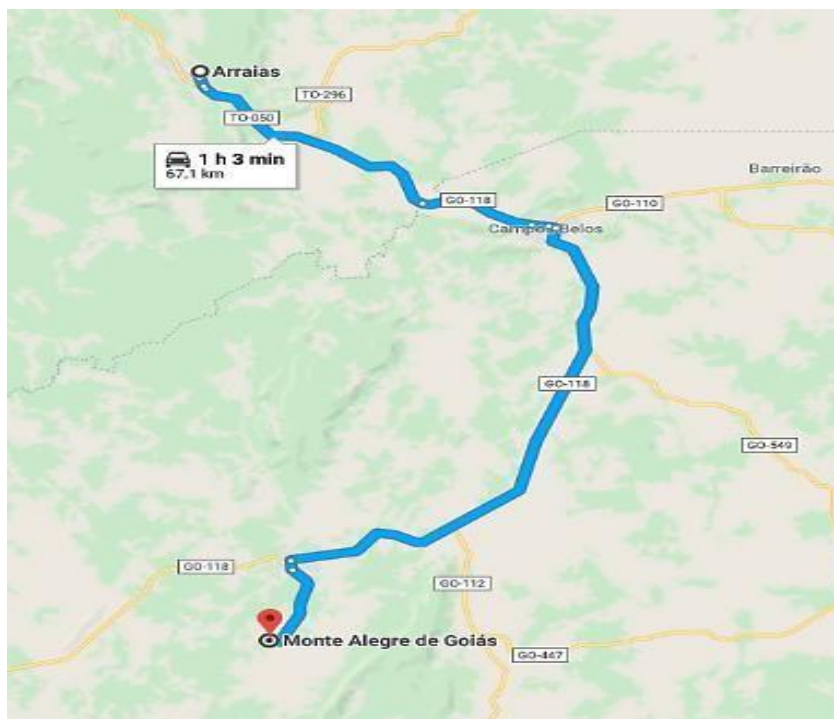 Arraias
TO-296
TO-050
1 h 3 min
67,1 km
Barreirão
GO-118
GO-110
Campos Belos
GO-118
GO-549
GO-118
GO-112
Monte Alegre de Goiás
GO-447